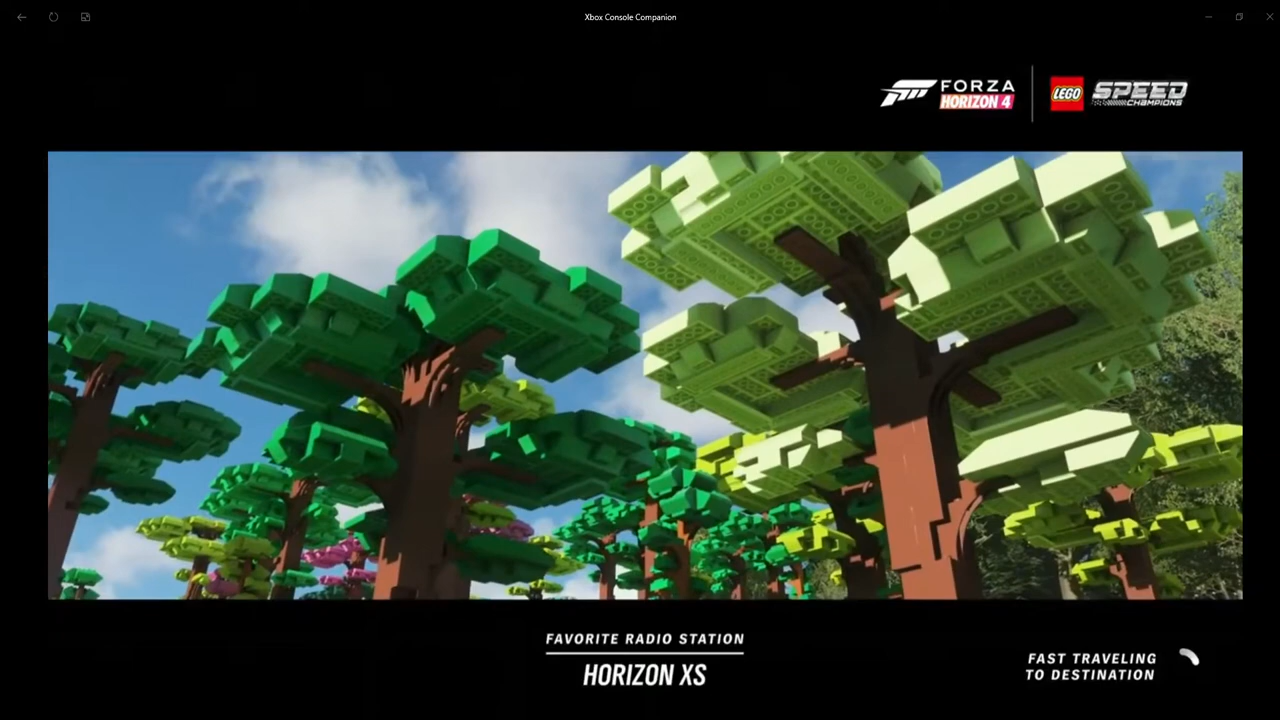 Xbox Console Companion
FORZA
HORIZON 4
LEGO
SPEED
CHAMPIONS
FAVORITE RADIO STATION
HORIZON XS
FAST TRAVELING
TO DESTINATION